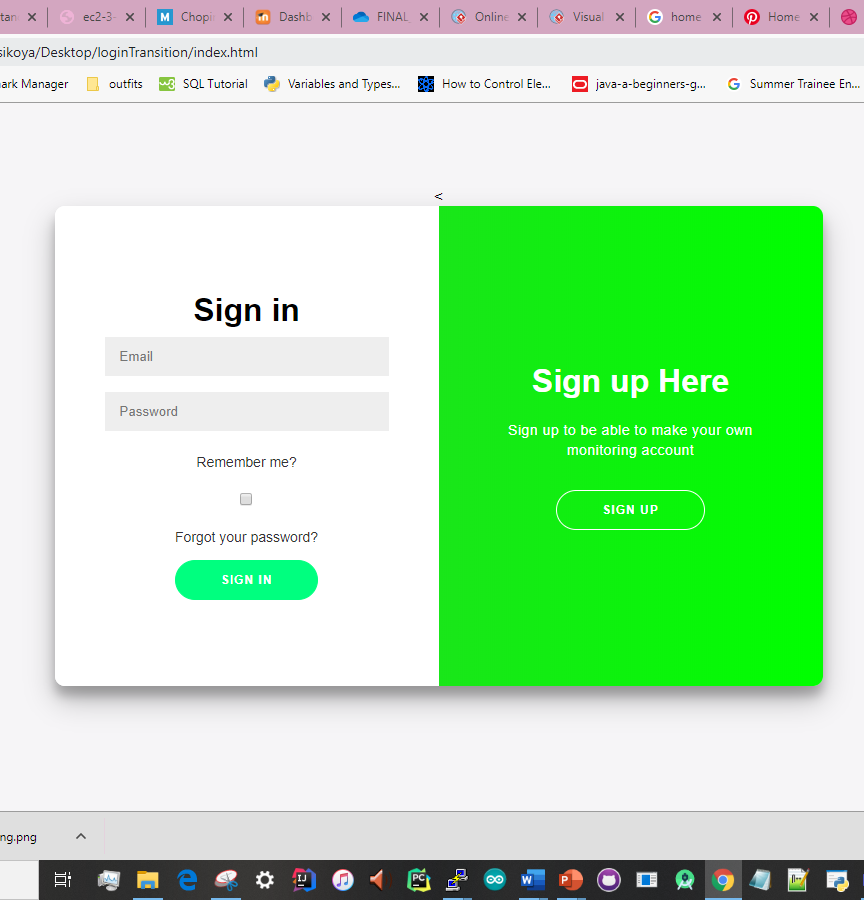 ec2-3-
Chopi
Dashb
FINAL_
Online
Visual
home
Home
sikoya/Desktop/loginTransition/index.html
ark Manager outfits SQL Tutorial Variables and Types... How to Control Ele... java-a-beginners-g... Summer Trainee En...
<
Sign in
Email
Password
Remember me?
Forgot your password?
SIGN IN
Sign up Here
Sign up to be able to make your own
monitoring account
SIGN UP
ng.png